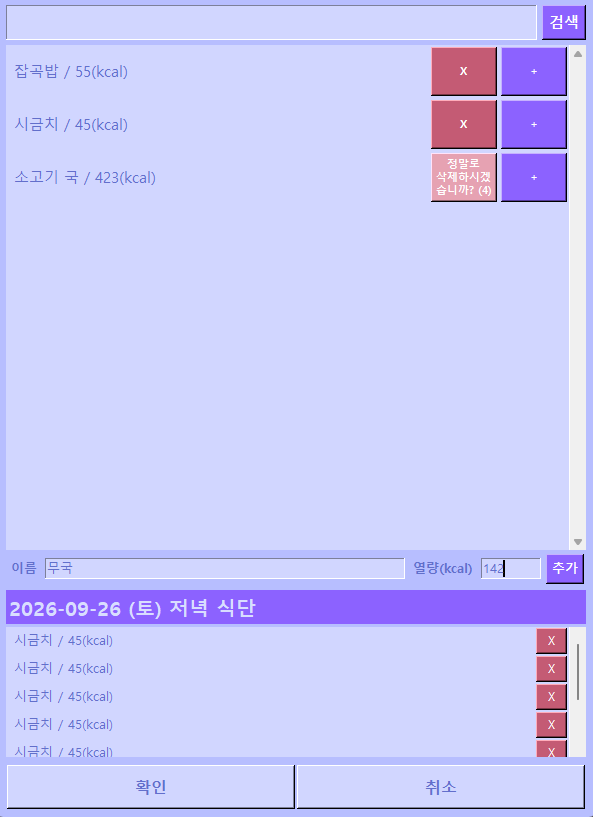 검색
잡곡밥 / 55(kcal) X +
시금치 / 45(kcal) X +
소고기 국 / 423(kcal) 정말로 +
삭제하시겠
습니까? (4)
이름 무국 열량(kcal) 142 추가
2026-09-26 (토) 저녁 식단
시금치 / 45(kcal) X
시금치 / 45(kcal) X
시금치 / 45(kcal) X
시금치 / 45(kcal) X
시금치 / 45(kcal) X
확인 취소